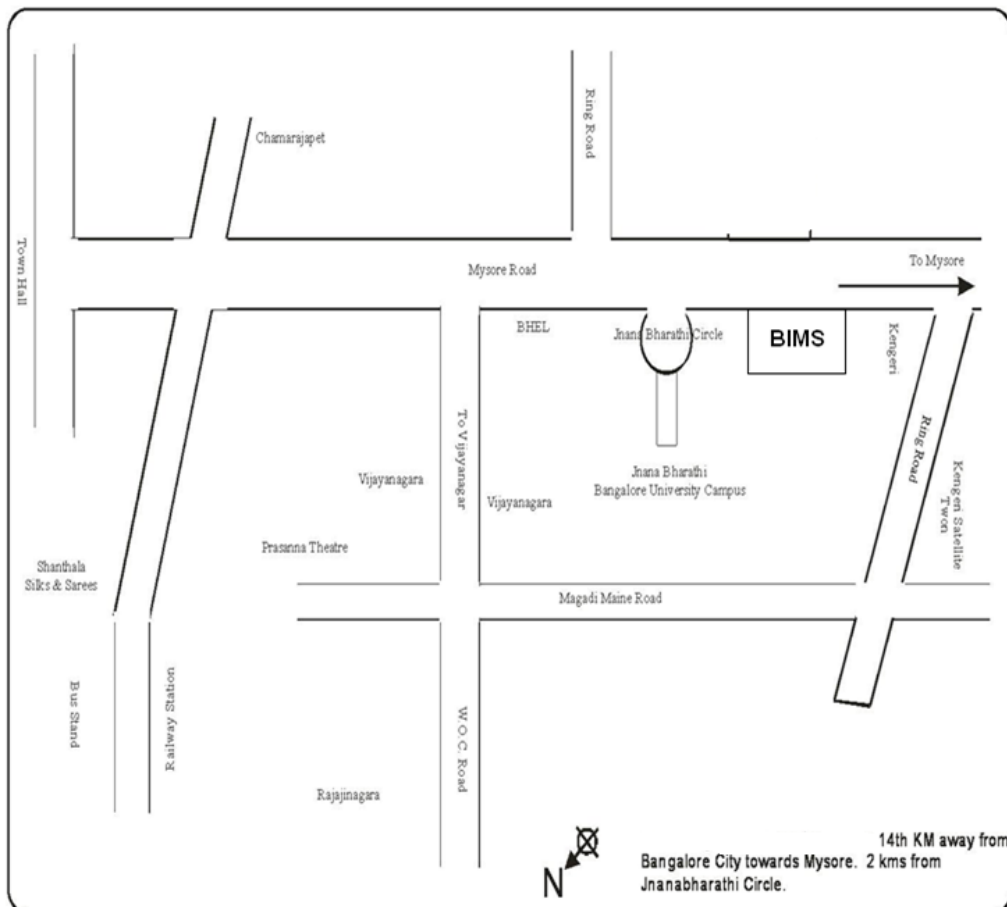 Ring Road
Chamarajapet
Town Hall
Mysore Road
To Mysore
BHEL
Jnana Bharathi Circle
BIMS
Kengeri
To Vijayanagar
Ring Road
Vijayanagara
Jnana Bharathi
Bangalore University Campus
Vijayanagara
Kengeri Satellite
Twon
Prasanna Theatre
Shanthala
Silks & Sarees
Magadi Maine Road
Bus Stand
Railway Station
W.O.C. Road
Rajajinagara
N
14th KM away from
Bangalore City towards Mysore. 2 kms from
Jnanabharathi Circle.